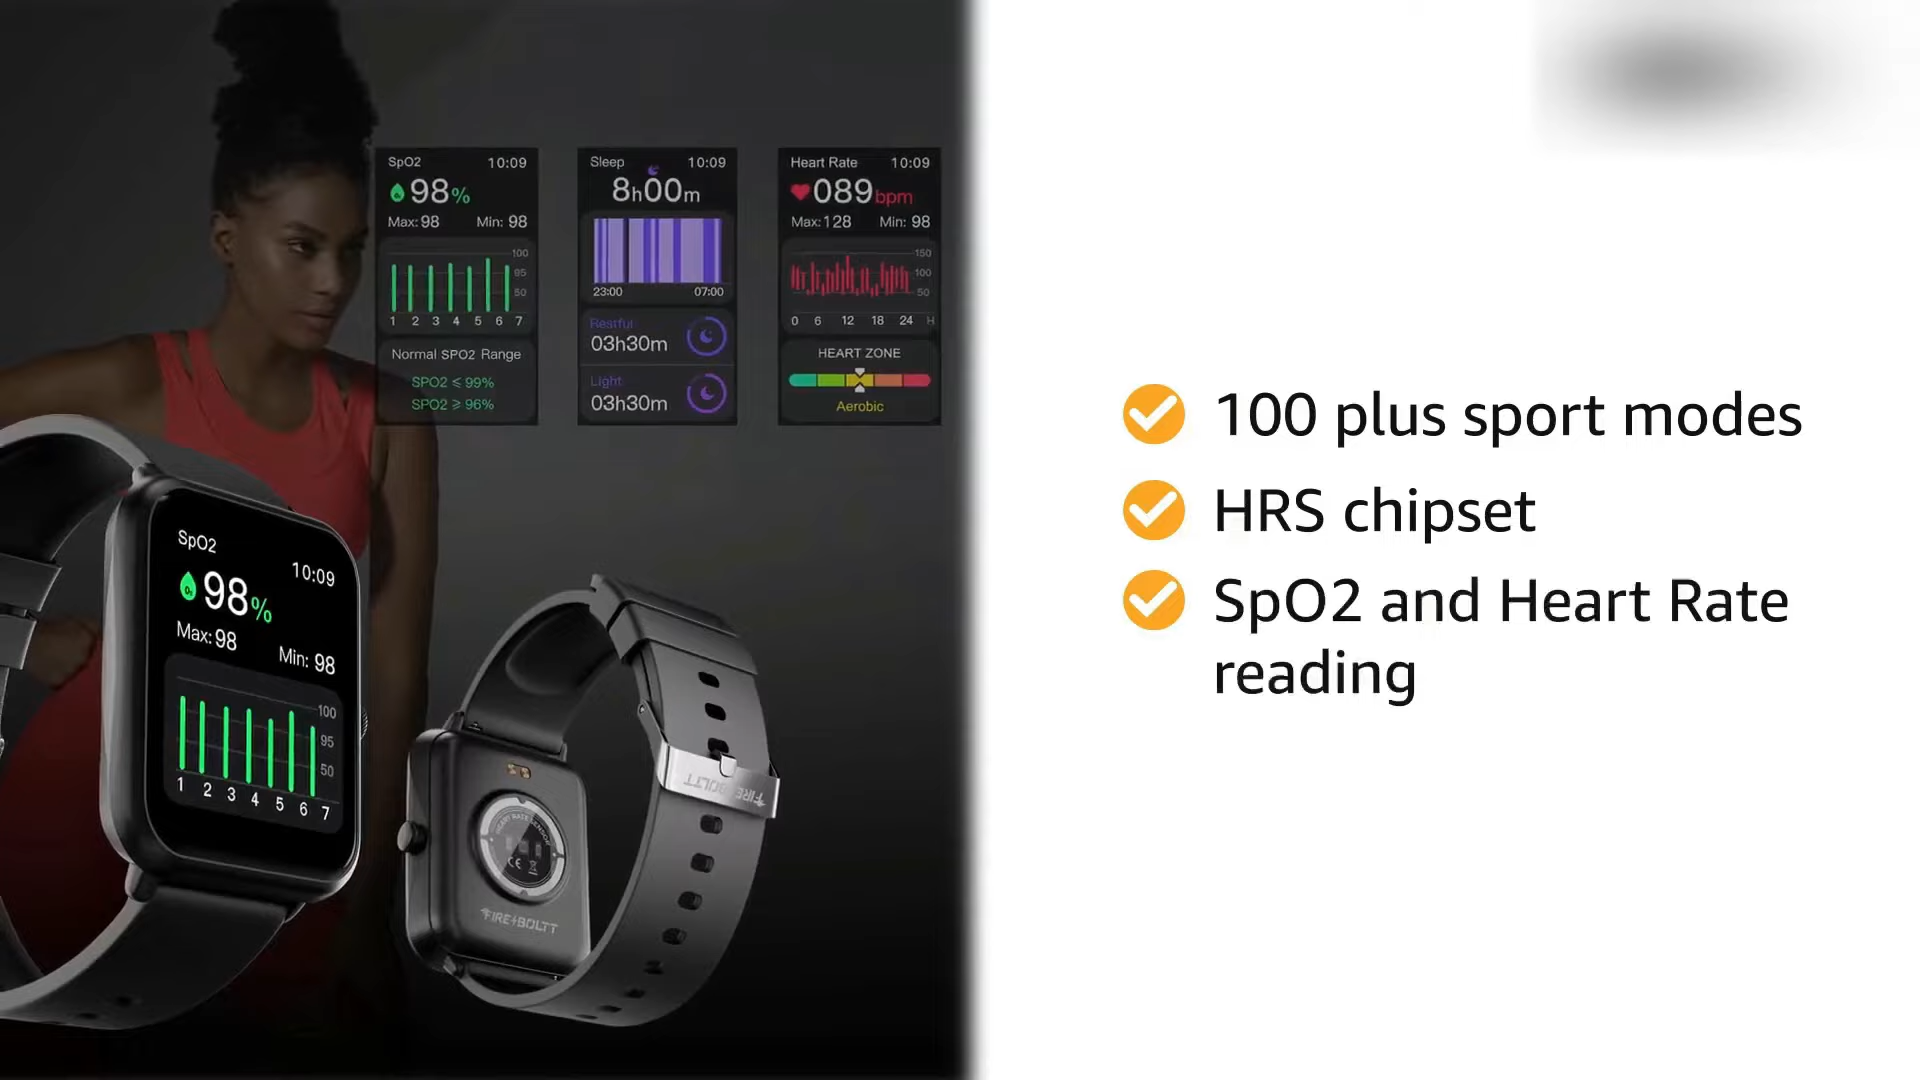 SpO2 10:09
98%
Max: 98 Min: 98
100
95
50
1 2 3 4 5 6 7
Normal SPO2 Range
SPO2 ≤ 99%
SPO2 ≥ 96%
Sleep 10:09
8h00m
23:00 07:00
Restful
03h30m
Light
03h30m
Heart Rate 10:09
089bpm
Max: 128 Min: 98
150
100
50
0 6 12 18 24 H
HEART ZONE
Aerobic
SpO2
10:09
98%
Max: 98
Min: 98
100
95
50
1 2 3 4 5 6 7
FIRE BOLTT
HEART RATE SENSOR
CE
FIRE BOLTT
100 plus sport modes
HRS chipset
SpO2 and Heart Rate
reading